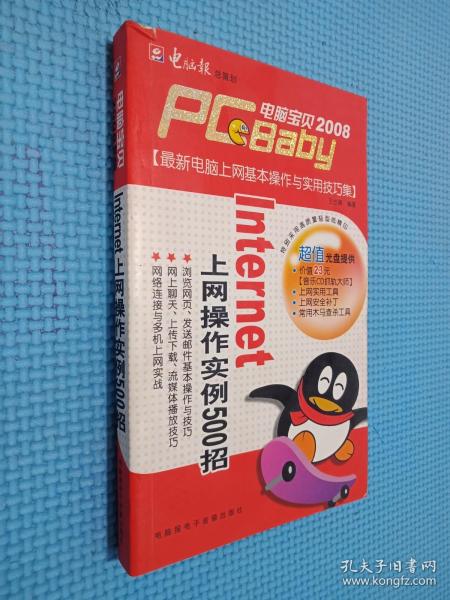 电脑宝贝
Internet上网操作实例500招
电脑报 总策划
电脑宝贝2008
PC Baby
【最新电脑上网基本操作与实用技巧集】
Internet
上网操作实例500招
★浏览网页、发送邮件基本操作与技巧
★网上聊天、上传下载、流媒体播放技巧
★网络连接与多机上网实战
超值光盘提供
·价值28元
【音乐CD抓轨大师】
·上网实用工具
·上网安全补丁
·常用木马查杀工具
电脑报电子音像出版社
孔夫子旧书网
www.kongfz.com